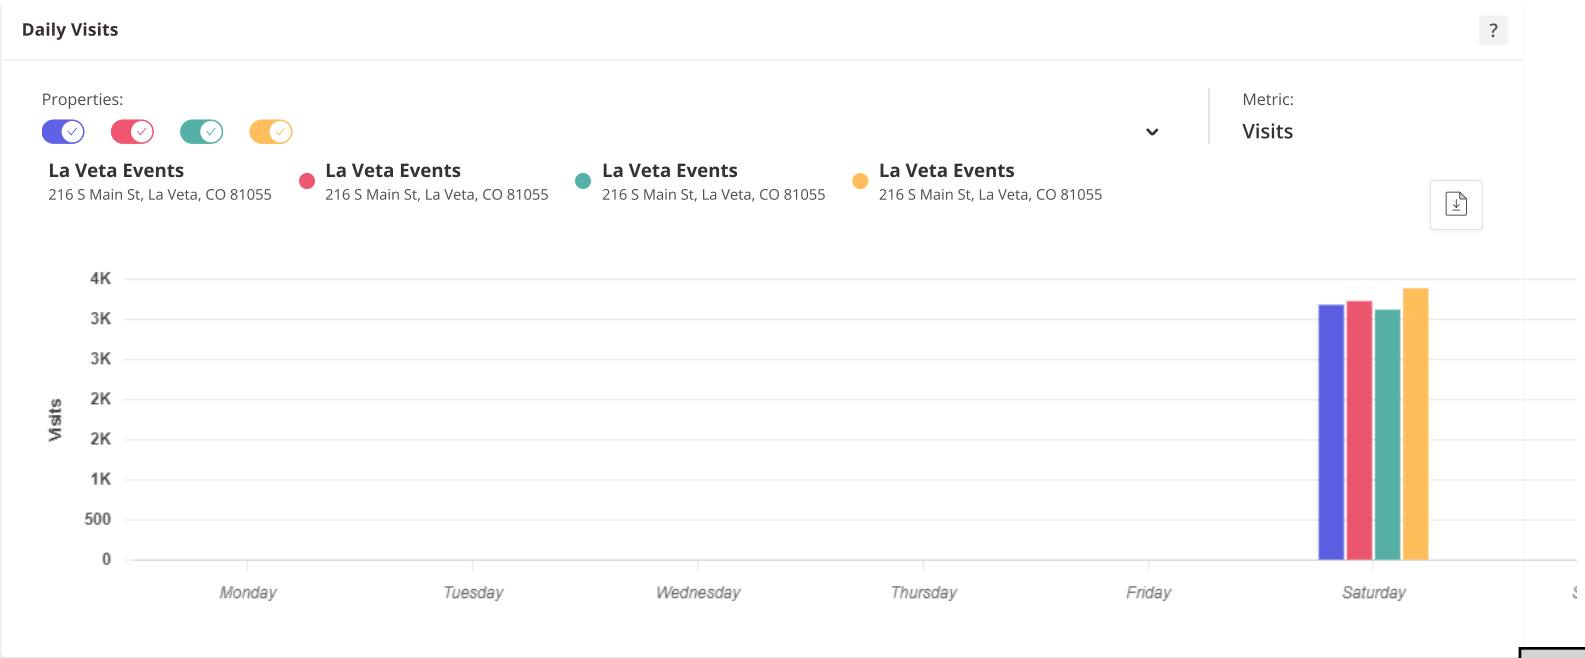 Daily Visits
?
Properties:
Metric:
Visits
La Veta Events
216 S Main St, La Veta, CO 81055
La Veta Events
216 S Main St, La Veta, CO 81055
La Veta Events
216 S Main St, La Veta, CO 81055
La Veta Events
216 S Main St, La Veta, CO 81055
4K
3K
3K
2K
2K
1K
500
0
Visits
Monday
Tuesday
Wednesday
Thursday
Friday
Saturday